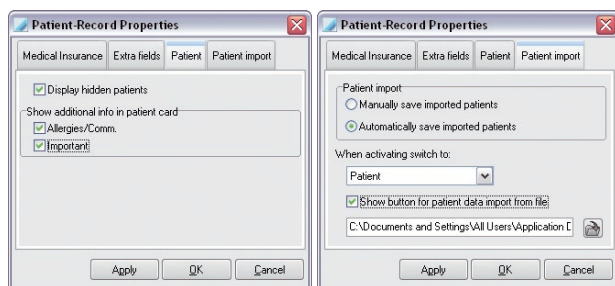 Patient-Record Properties
Medical Insurance Extra fields Patient Patient import
Display hidden patients
Show additional info in patient card
Allergies/Comm.
Important
Apply OK Cancel
Patient-Record Properties
Medical Insurance Extra fields Patient Patient import
Patient import
Manually save imported patients
Automatically save imported patients
When activating switch to:
Patient
Show button for patient data import from file
C:\Documents and Settings\All Users\Application D
Apply OK Cancel